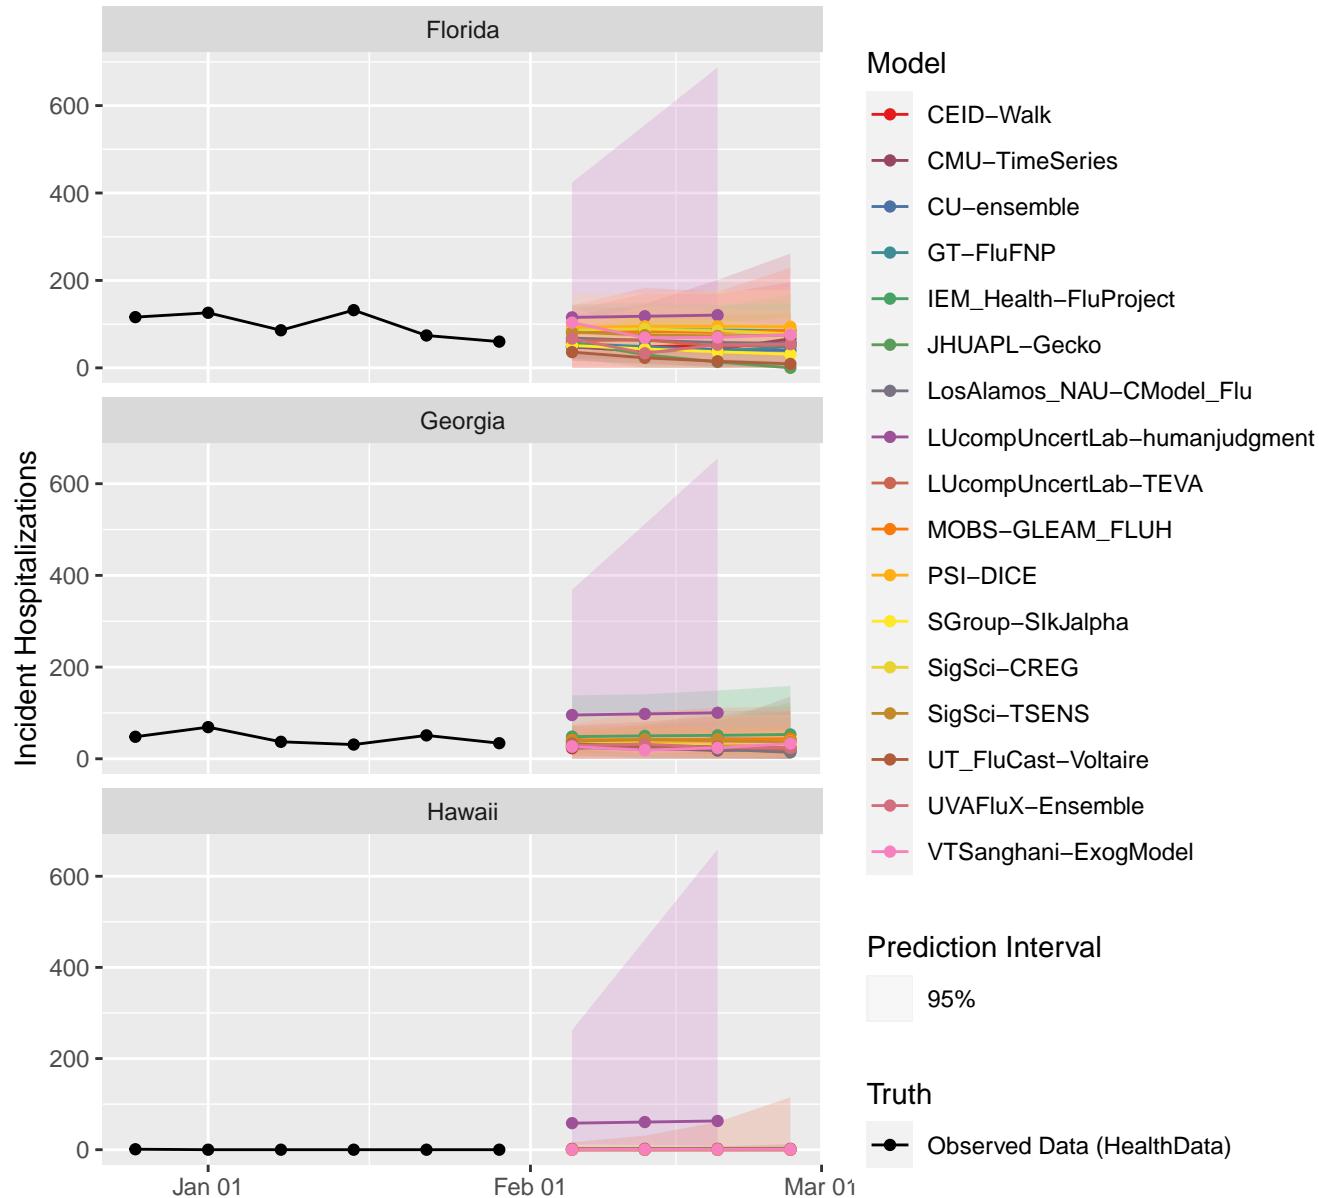 Florida
600
400
200
0
Georgia
600
400
200
0
Hawaii
600
400
200
0
Jan 01
Feb 01
Mar 01
Incident Hospitalizations
Model
CEID−Walk
CMU−TimeSeries
CU−ensemble
GT−FluFNP
IEM_Health−FluProject
JHUAPL−Gecko
LosAlamos_NAU−CModel_Flu
LUcompUncertLab−humanjudgment
LUcompUncertLab−TEVA
MOBS−GLEAM_FLUH
PSI−DICE
SGroup−SIkJalpha
SigSci−CREG
SigSci−TSENS
UT_FluCast−Voltaire
UVAFluX−Ensemble
VTSanghani−ExogModel
Prediction Interval
95%
Truth
Observed Data (HealthData)